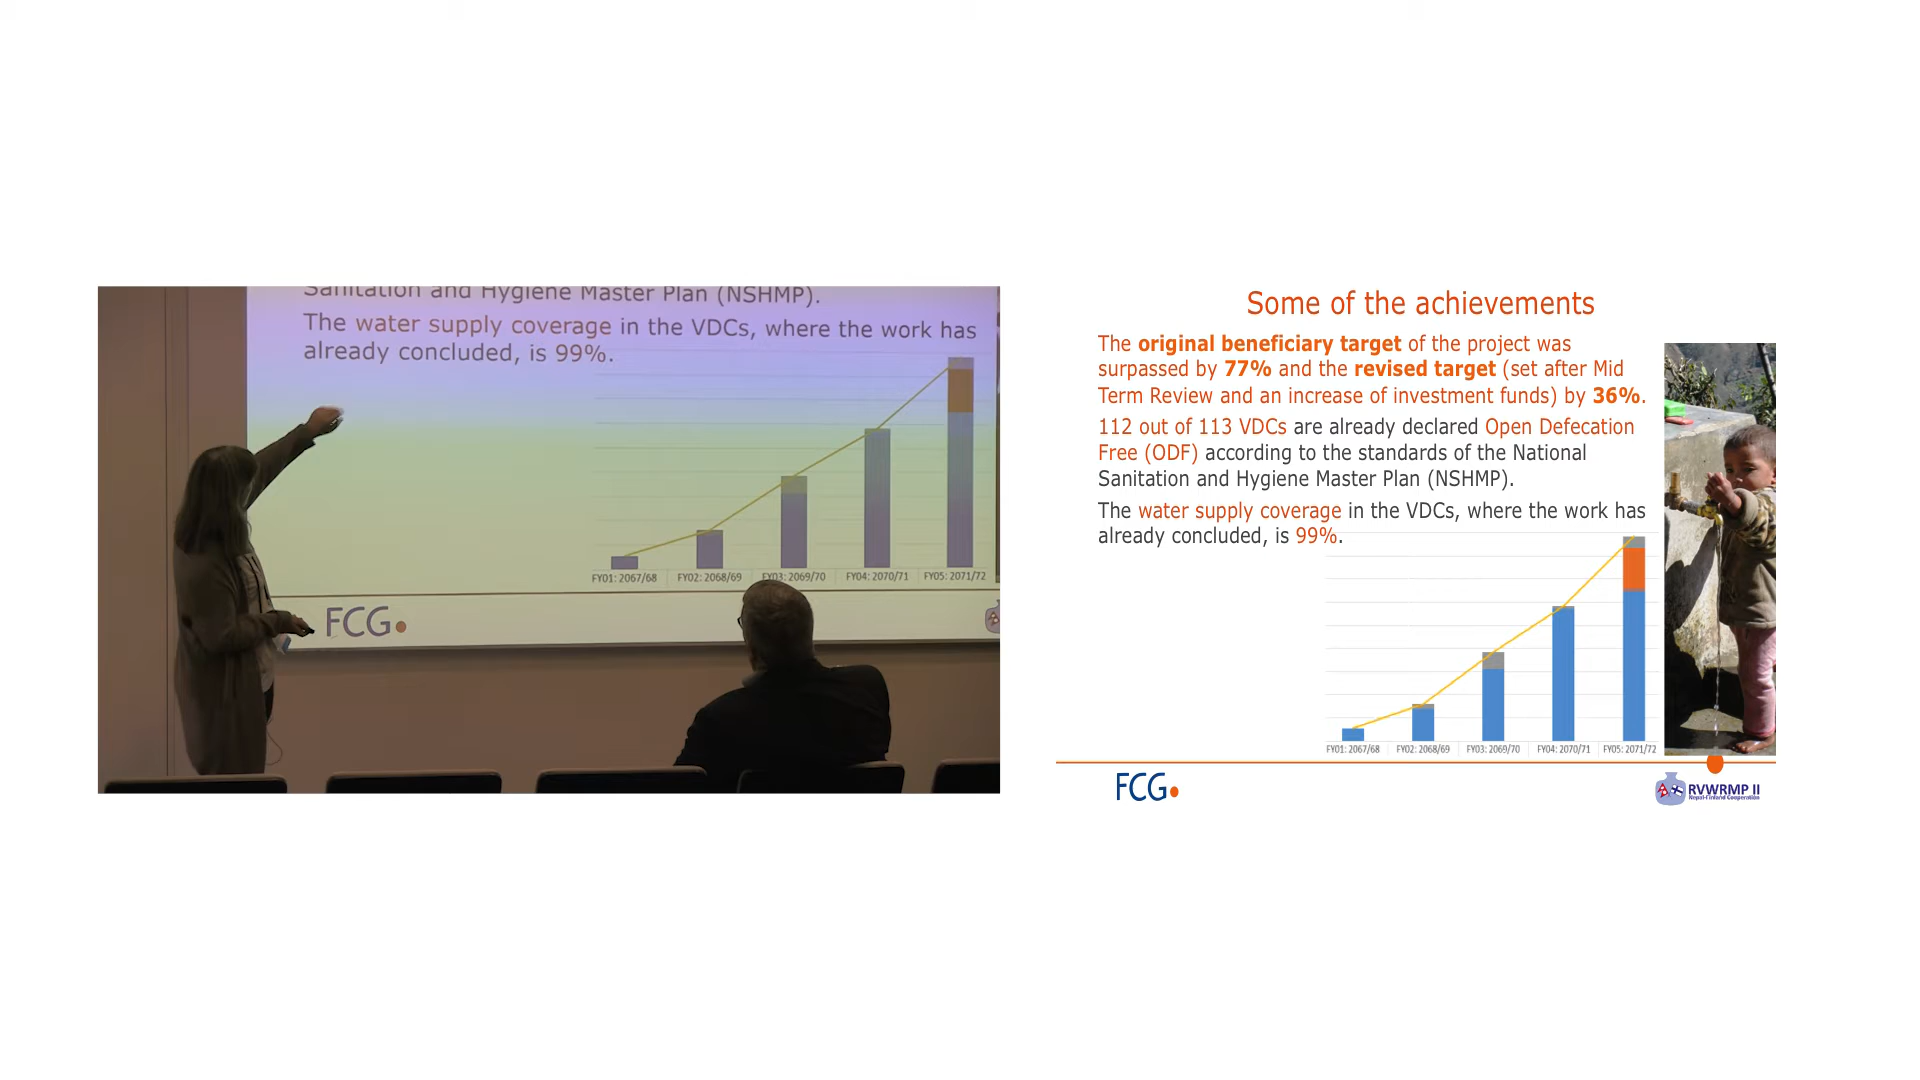 Sanitation and Hygiene Master Plan (NSHMP).
The water supply coverage in the VDCs, where the work has
already concluded, is 99%.
FY01: 2067/68 FY02: 2068/69 FY03: 2069/70 FY04: 2070/71 FY05: 2071/72
FCG
Some of the achievements
The original beneficiary target of the project was
surpassed by 77% and the revised target (set after Mid
Term Review and an increase of investment funds) by 36%.
112 out of 113 VDCs are already declared Open Defecation
Free (ODF) according to the standards of the National
Sanitation and Hygiene Master Plan (NSHMP).
The water supply coverage in the VDCs, where the work has
already concluded, is 99%.
FY01: 2067/68 FY02: 2068/69 FY03: 2069/70 FY04: 2070/71 FY05: 2071/72
FCG
RVWRMP II
Nepal-Finland Cooperation